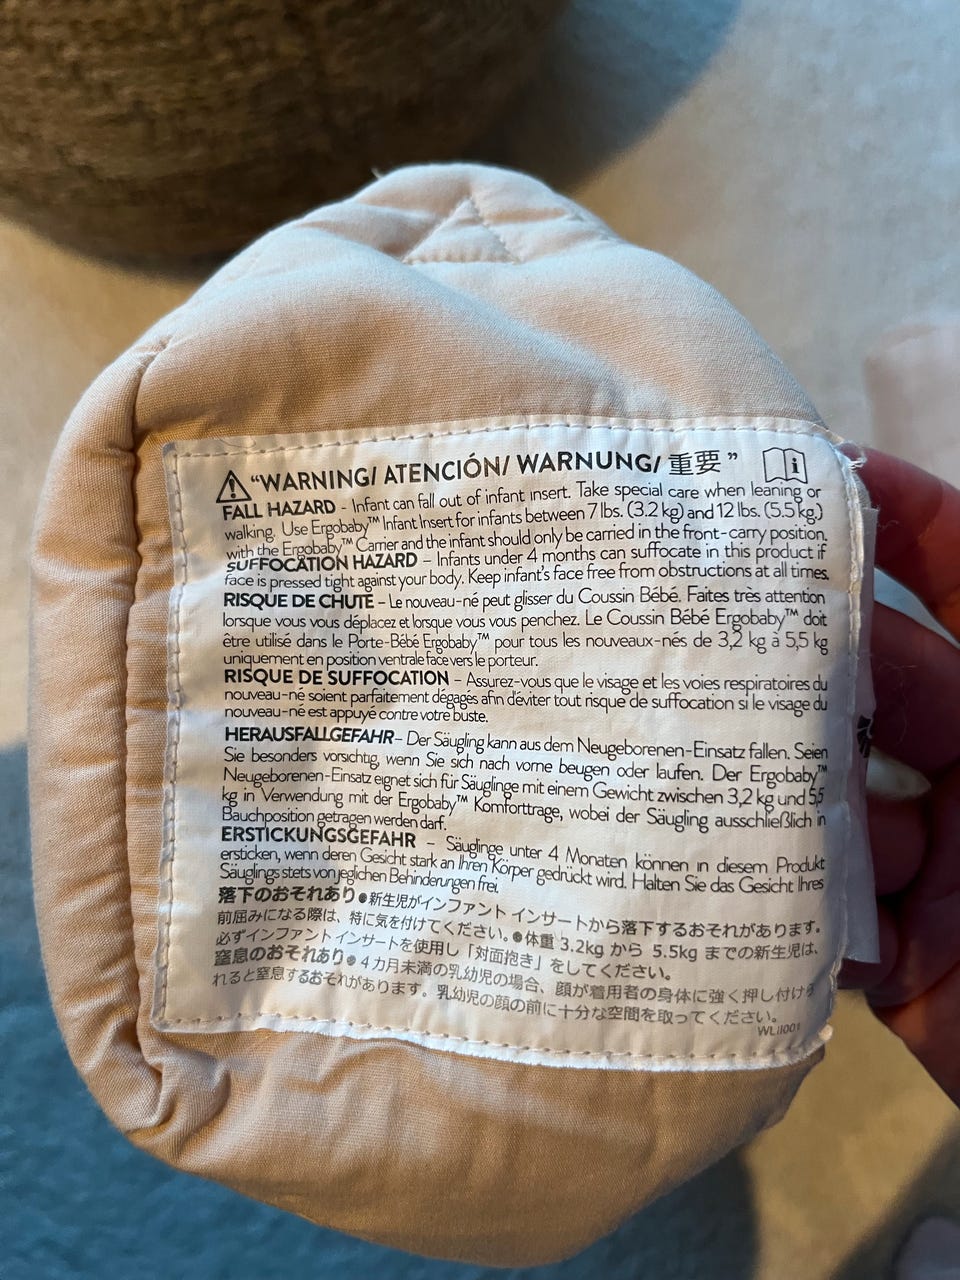 "WARNING/ ATENCIÓN/ WARNUNG/ 重要"
FALL HAZARD - Infant can fall out of infant insert. Take special care when leaning or
walking. Use Ergobaby™ Infant Insert for infants between 7 lbs. (3.2 kg) and 12 lbs. (5.5 kg.)
with the Ergobaby™ Carrier and the infant should only be carried in the front-carry position.
SUFFOCATION HAZARD – Infants under 4 months can suffocate in this product if
face is pressed tight against your body. Keep infant's face free from obstructions at all times.
RISQUE DE CHUTE – Le nouveau-né peut glisser du Coussin Bébé. Faites très attention
lorsque vous vous déplacez et lorsque vous vous penchez. Le Coussin Bébé Ergobaby™ doit
être utilisé dans le Porte-Bébé Ergobaby™ pour tous les nouveaux-nés de 3,2 kg à 5,5 kg
uniquement en position ventrale face vers le porteur.
RISQUE DE SUFFOCATION – Assurez-vous que le visage et les voies respiratoires du
nouveau-né soient parfaitement dégagés afin d'éviter tout risque de suffocation si le visage du
nouveau-né est appuyé contre votre buste.
HERAUSFALLGEFAHR– Der Säugling kann aus dem Neugeborenen-Einsatz fallen. Seien
Sie besonders vorsichtig, wenn Sie sich nach vorne beugen oder laufen. Der Ergobaby™
Neugeborenen-Einsatz eignet sich für Säuglinge mit einem Gewicht zwischen 3,2 kg und 5,5
kg in Verwendung mit der Ergobaby™ Komforttrage, wobei der Säugling ausschließlich in
Bauchposition getragen werden darf.
ERSTICKUNGSGEFAHR – Säuglinge unter 4 Monaten können in diesem Produkt
ersticken, wenn deren Gesicht stark an Ihren Körper gedrückt wird. Halten Sie das Gesicht Ihres
Säuglings stets von jeglichen Behinderungen frei.
落下のおそれあり●新生児がインファント インサートから落下するおそれがあります。
前屈みになる際は、特に気を付けてください。●体重 3.2kg から 5.5kg までの新生児は、
必ずインファント インサートを使用し「対面抱き」をしてください。
窒息のおそれあり●4カ月未満の乳幼児の場合、顔が着用者の身体に強く押し付けら
れると窒息するおそれがあります。乳幼児の顔の前に十分な空間を取ってください。
WLII001